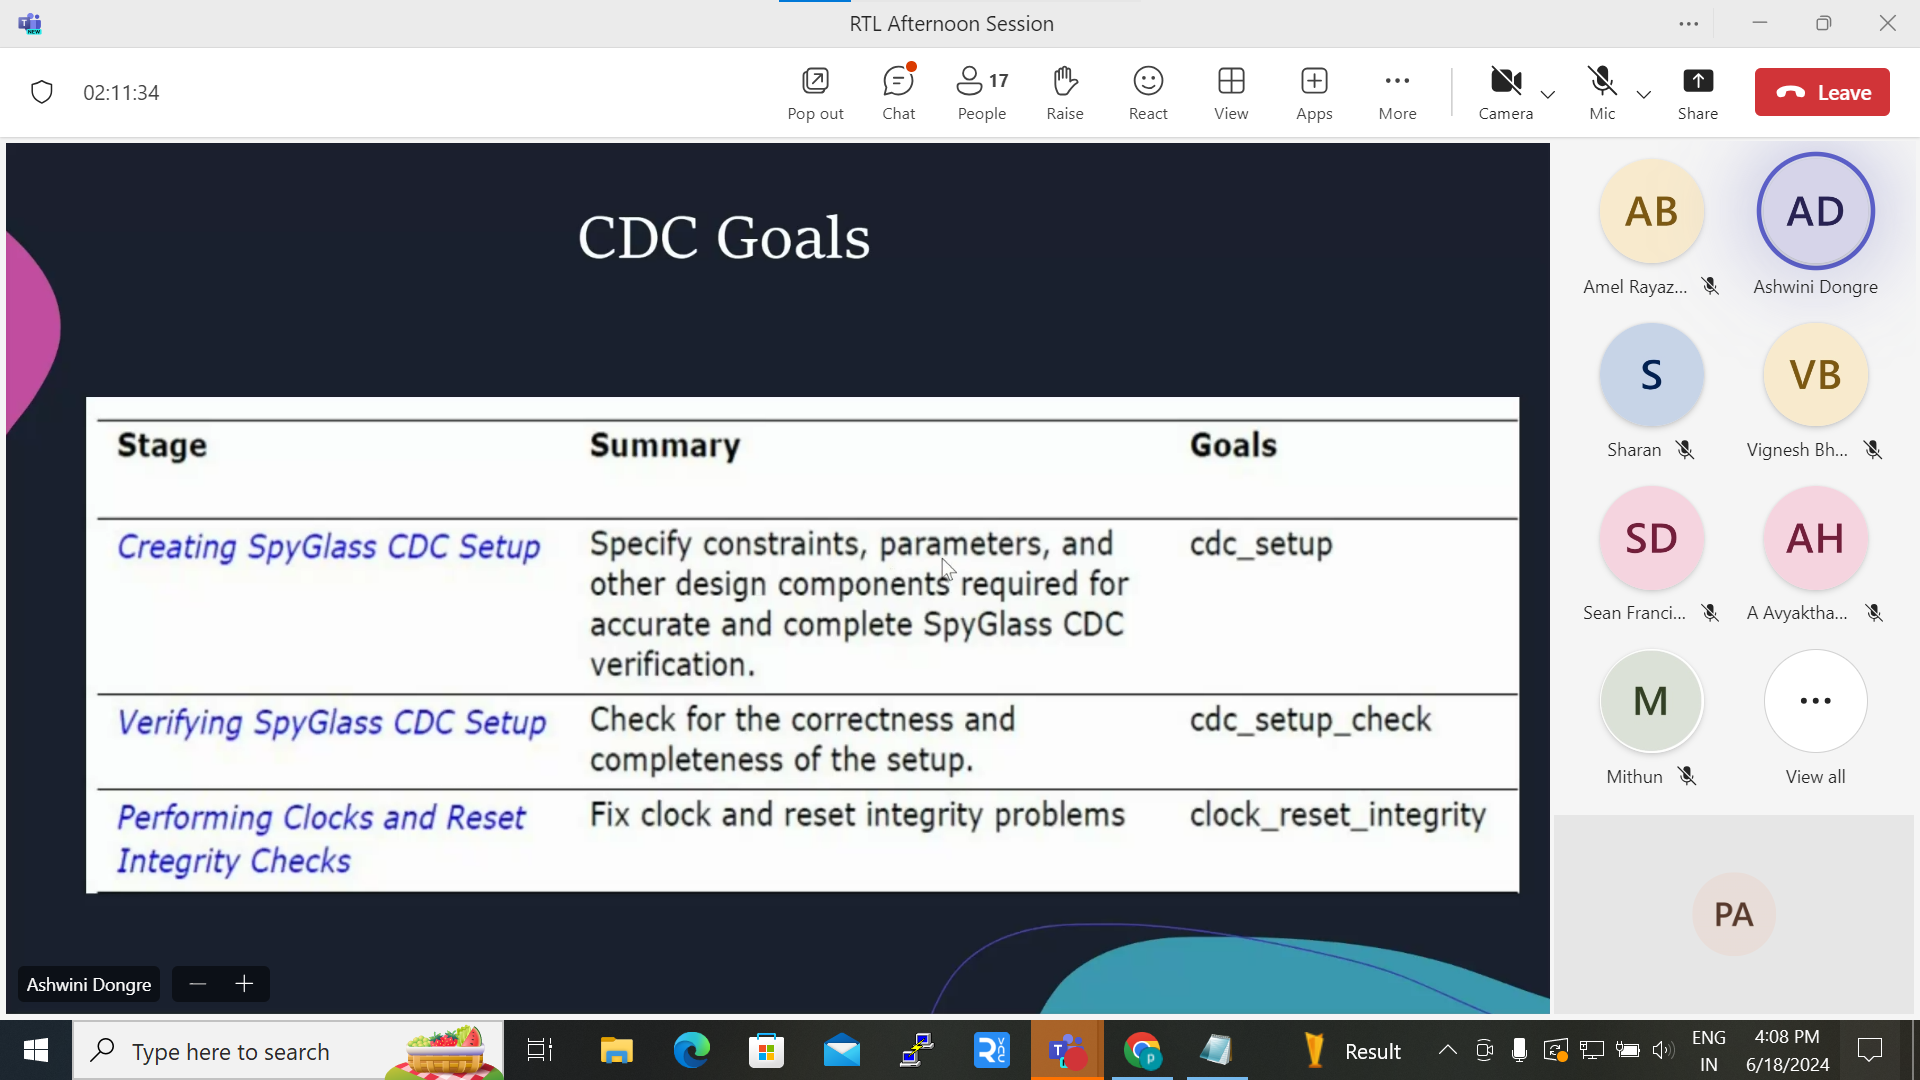 RTL Afternoon Session
NEW
02:11:34
Pop out
Chat
17
People
Raise
React
View
Apps
More
Camera
Mic
Share
Leave
CDC Goals
Stage Summary Goals
Creating SpyGlass CDC Setup Specify constraints, parameters, and cdc_setup
other design components required for
accurate and complete SpyGlass CDC
verification.
Verifying SpyGlass CDC Setup Check for the correctness and cdc_setup_check
completeness of the setup.
Performing Clocks and Reset Fix clock and reset integrity problems clock_reset_integrity
Integrity Checks
Ashwini Dongre
AB
Amel Rayaz...
AD
Ashwini Dongre
S
Sharan
VB
Vignesh Bh...
SD
Sean Franci...
AH
A Avyaktha...
M
Mithun
View all
PA
Type here to search
Result
ENG
IN
4:08 PM
6/18/2024